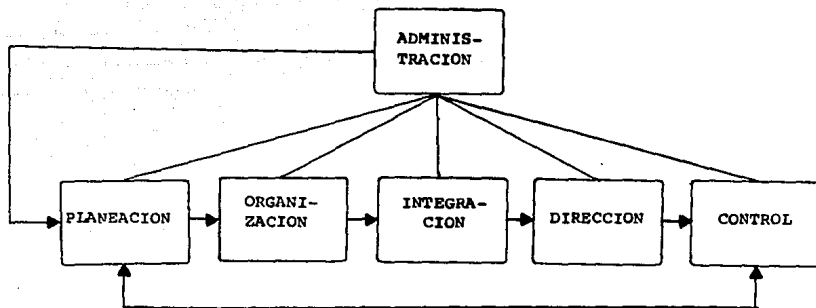 ADMINIS-
TRACION
PLANEACION
ORGANI-
ZACION
INTEGRA-
CION
DIRECCION
CONTROL